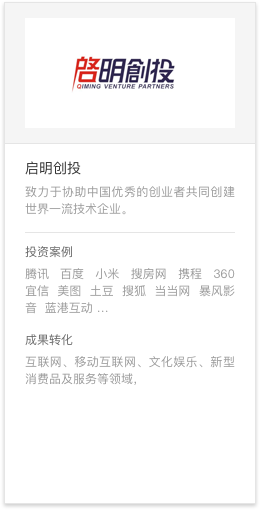 啓明創投
QIMING VENTURE PARTNERS
启明创投
致力于协助中国优秀的创业者共同创建
世界一流技术企业。
投资案例
腾讯 百度 小米 搜房网 携程 360
宜信 美图 土豆 搜狐 当当网 暴风影
音 蓝港互动 ...
成果转化
互联网、移动互联网、文化娱乐、新型
消费品及服务等领域,